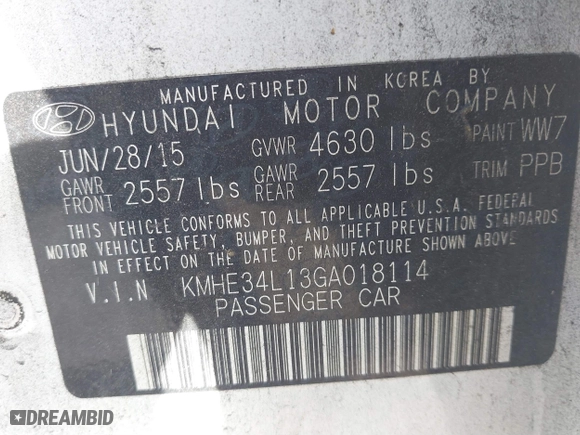 MANUFACTURED IN KOREA BY
HYUNDAI MOTOR COMPANY
JUN/28/15 GVWR 4630 lbs PAINT WW7
GAWR FRONT 2557 lbs GAWR REAR 2557 lbs TRIM PPB
THIS VEHICLE CONFORMS TO ALL APPLICABLE U.S.A. FEDERAL
MOTOR VEHICLE SAFETY, BUMPER, AND THEFT PREVENTION STANDARDS
IN EFFECT ON THE DATE OF MANUFACTURE SHOWN ABOVE.
V.I.N KMHE34L13GA018114
PASSENGER CAR
DREAMBID